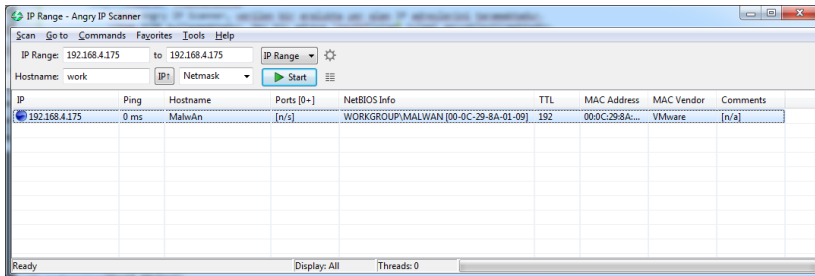 IP Range - Angry IP Scanner
Scan Go to Commands Favorites Tools Help
IP Range: 192.168.4.175 to 192.168.4.175 IP Range
Hostname: work IP↑ Netmask Start
IP Ping Hostname Ports [0+] NetBIOS Info TTL MAC Address MAC Vendor Comments
192.168.4.175 0 ms MalwAn [n/s] WORKGROUP\MALWAN [00-0C-29-8A-01-09] 192 00:0C:29:8A:... VMware [n/a]
Ready Display: All Threads: 0